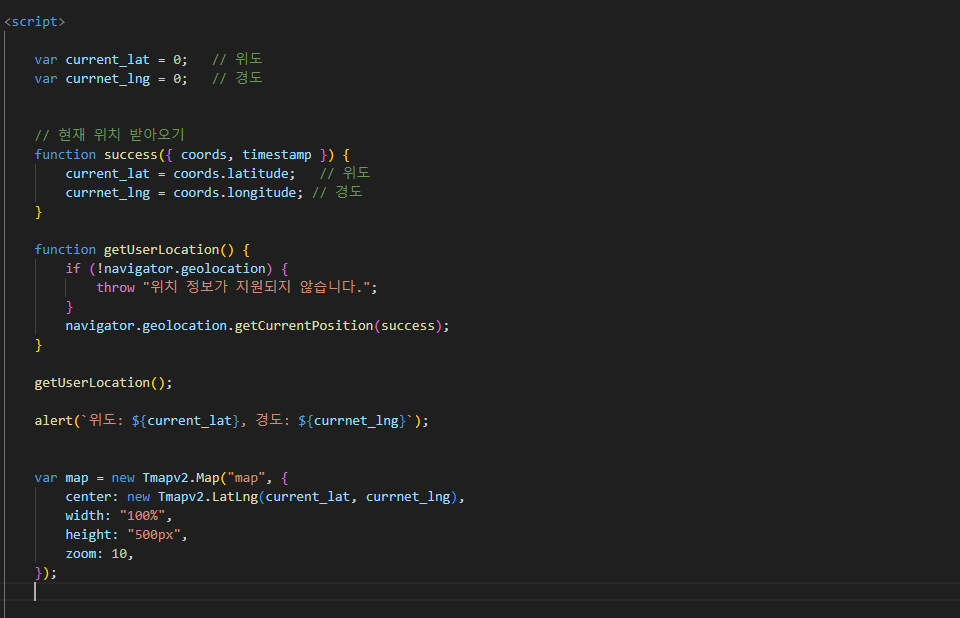 <script>
var current_lat = 0;   // 위도
var currnet_lng = 0;   // 경도
// 현재 위치 받아오기
function success({ coords, timestamp }) {
current_lat = coords.latitude;   // 위도
currnet_lng = coords.longitude; // 경도
}
function getUserLocation() {
if (!navigator.geolocation) {
throw "위치 정보가 지원되지 않습니다.";
}
navigator.geolocation.getCurrentPosition(success);
}
getUserLocation();
alert(`위도: ${current_lat}, 경도: ${currnet_lng}`);
var map = new Tmapv2.Map("map", {
center: new Tmapv2.LatLng(current_lat, currnet_lng),
width: "100%",
height: "500px",
zoom: 10,
});